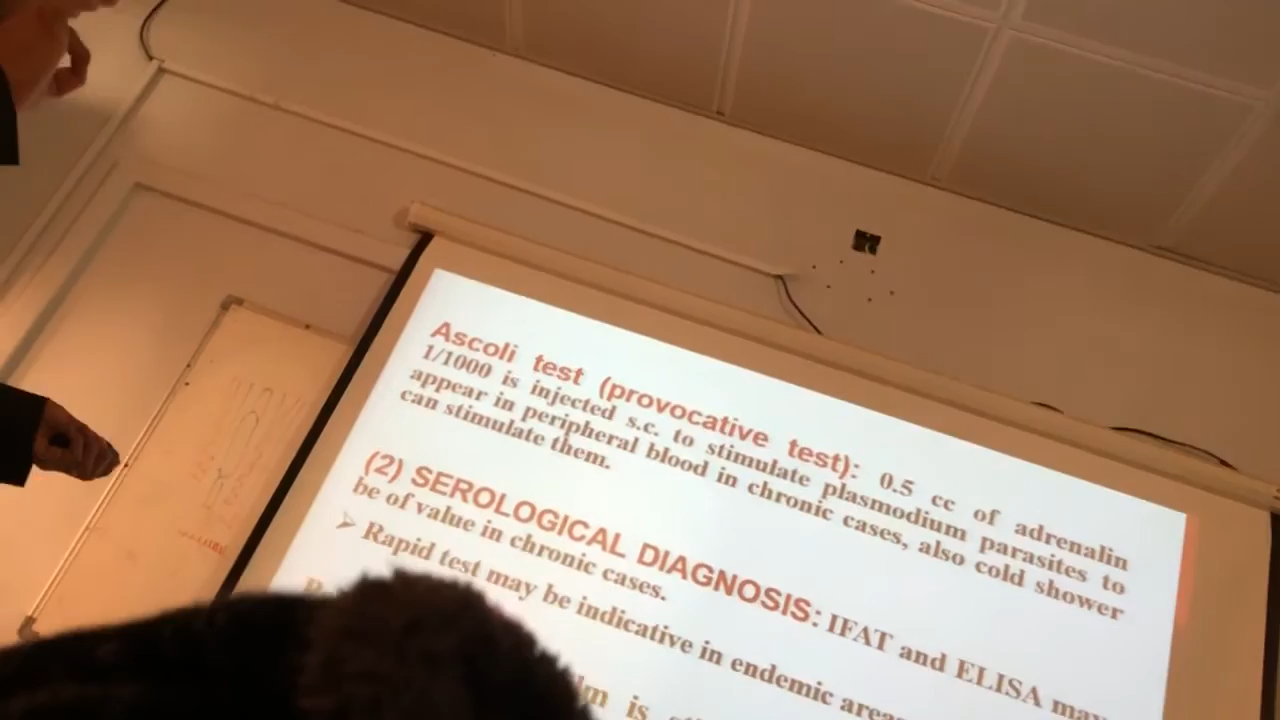 Ascoli test (provocative test): 0.5 cc of adrenalin
1/1000 is injected s.c. to stimulate plasmodium parasites to
appear in peripheral blood in chronic cases, also cold shower
can stimulate them.
(2) SEROLOGICAL DIAGNOSIS: IFAT and ELISA may
be of value in chronic cases.
➢ Rapid test may be indicative in endemic areas
is